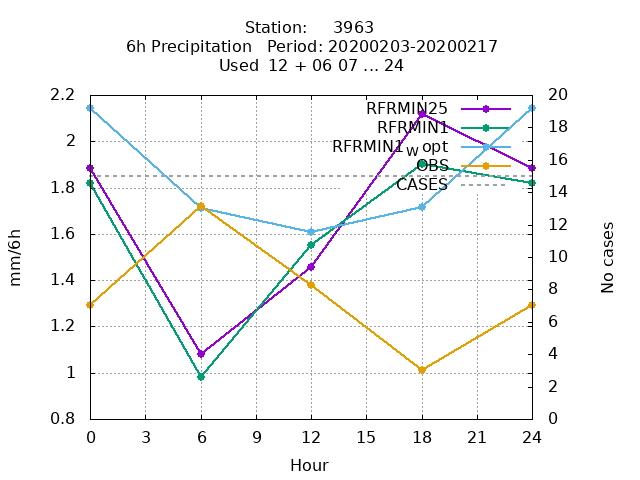 Station: 3963
6h Precipitation Period: 20200203-20200217
Used 12 + 06 07 ... 24
2.2
2
1.8
1.6
1.4
1.2
1
0.8
mm/6h
RFRMIN25
RFRMIN1
RFRMIN1_W opt
OBS
CASES
20
18
16
14
12
10
8
6
4
2
0
No cases
0 3 6 9 12 15 18 21 24
Hour